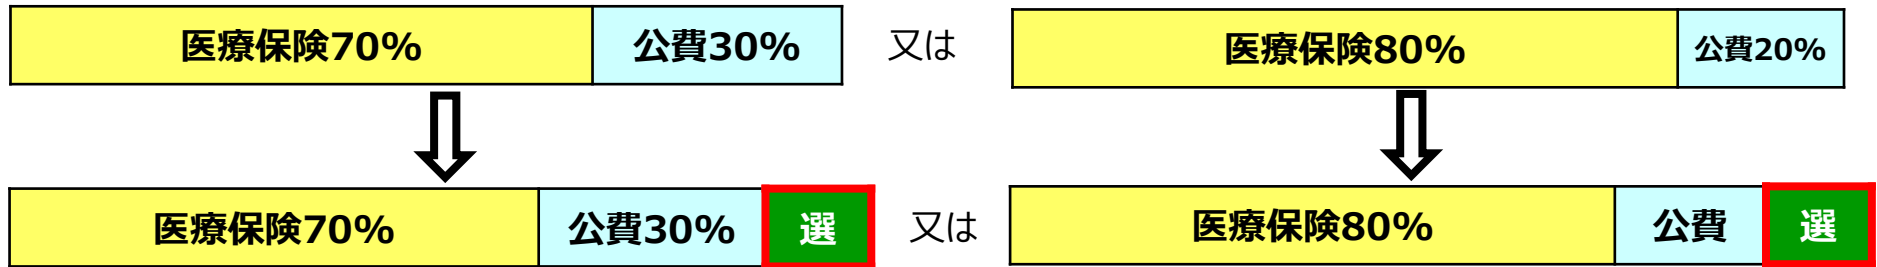 医療保険70% 公費30% 又は 医療保険80% 公費20%
医療保険70% 公費30% 選 又は 医療保険80% 公費 選